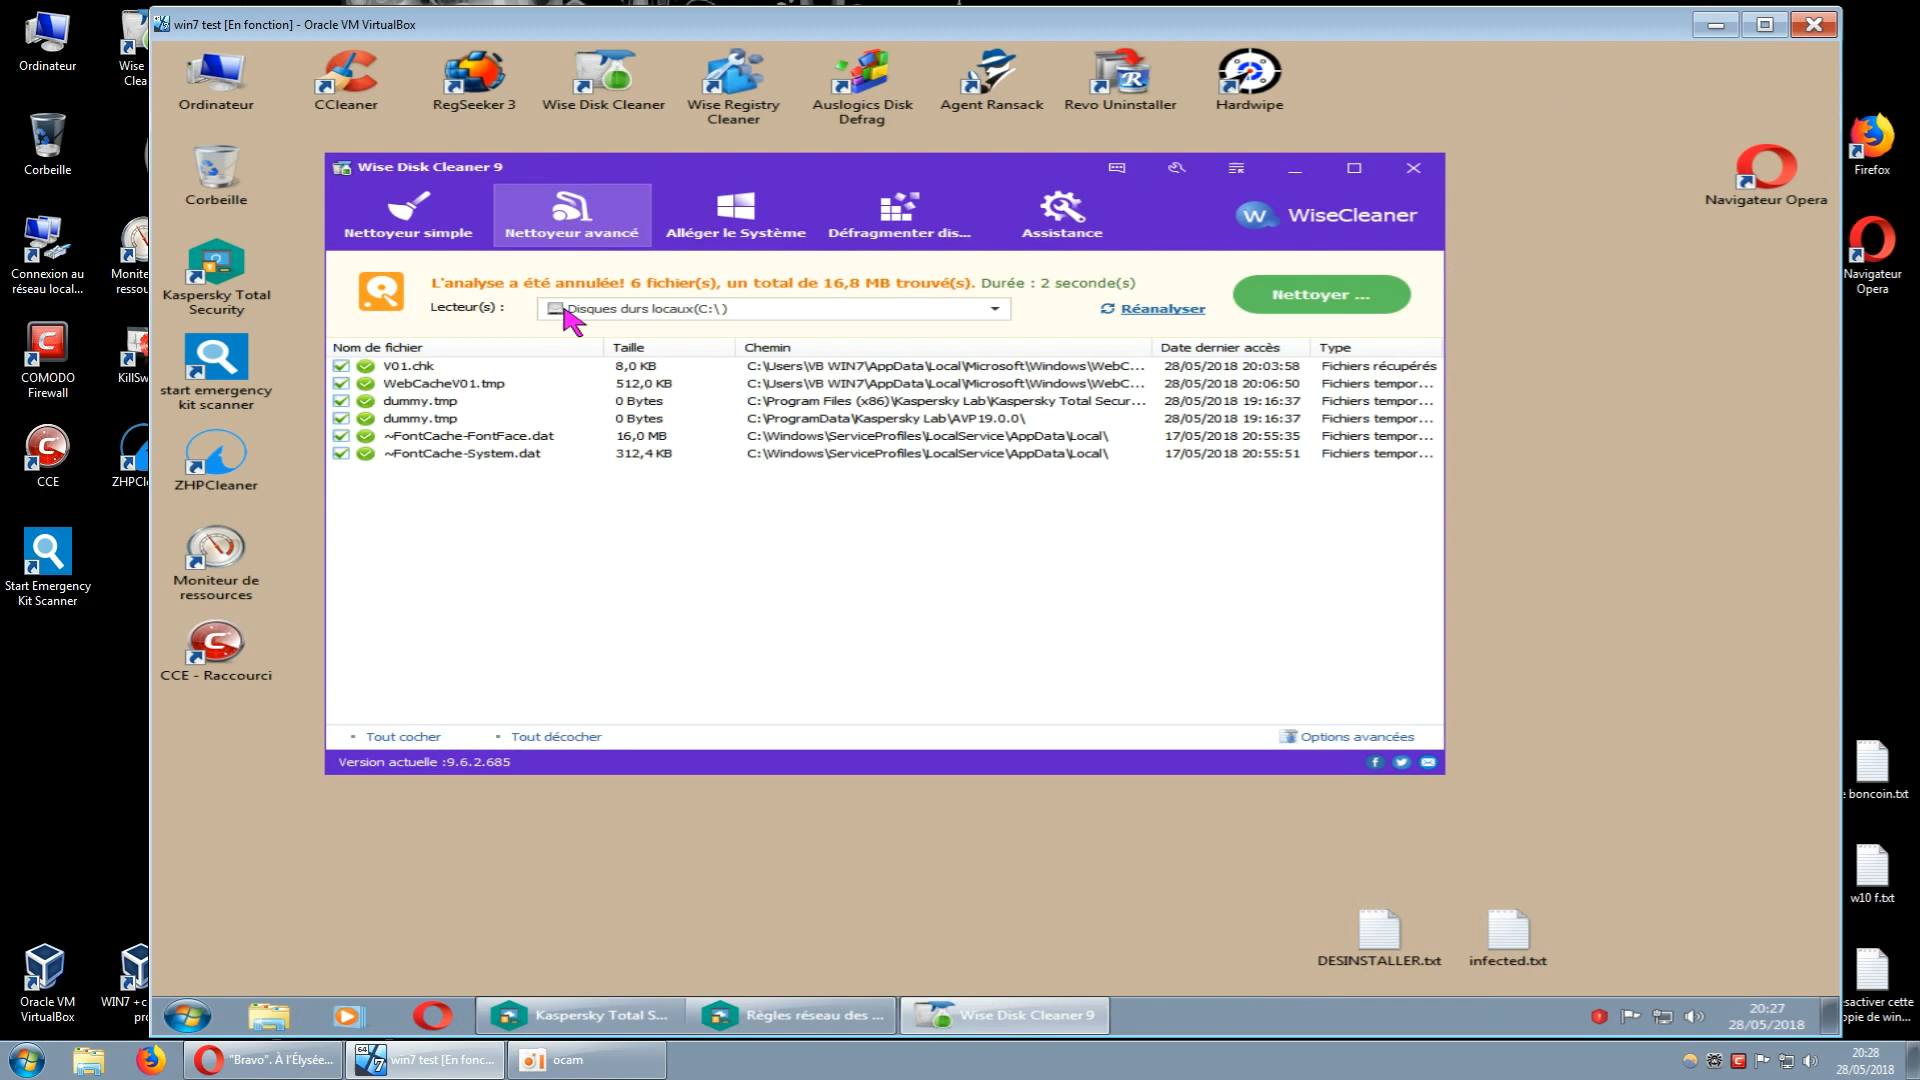 win7 test [En fonction] - Oracle VM VirtualBox
Ordinateur
Wise
Clea
Ordinateur
CCleaner
RegSeeker 3
Wise Disk Cleaner
Wise Registry
Cleaner
Auslogics Disk
Defrag
Agent Ransack
Revo Uninstaller
Hardwipe
Corbeille
Corbeille
Firefox
Navigateur Opera
Navigateur
Opera
Connexion au
réseau local...
Monite
ressou
Kaspersky Total
Security
COMODO
Firewall
KillSw
start emergency
kit scanner
CCE
ZHPCl
ZHPCleaner
Start Emergency
Kit Scanner
Moniteur de
ressources
CCE - Raccourci
Wise Disk Cleaner 9
Nettoyeur simple
Nettoyeur avancé
Alléger le Système
Défragmenter dis...
Assistance
W
WiseCleaner
L'analyse a été annulée! 6 fichier(s), un total de 16,8 MB trouvé(s). Durée : 2 seconde(s)
Lecteur(s) :
Disques durs locaux(C:\)
Réanalyser
Nettoyer ...
Nom de fichier Taille Chemin Date dernier accès Type
V01.chk 8,0 KB C:\Users\VB WIN7\AppData\Local\Microsoft\Windows\WebC... 28/05/2018 20:03:58 Fichiers récupérés
WebCacheV01.tmp 512,0 KB C:\Users\VB WIN7\AppData\Local\Microsoft\Windows\WebC... 28/05/2018 20:06:50 Fichiers tempor...
dummy.tmp 0 Bytes C:\Program Files (x86)\Kaspersky Lab\Kaspersky Total Secur... 28/05/2018 19:16:37 Fichiers tempor...
dummy.tmp 0 Bytes C:\ProgramData\Kaspersky Lab\AVP19.0.0\ 28/05/2018 19:16:37 Fichiers tempor...
~FontCache-FontFace.dat 16,0 MB C:\Windows\ServiceProfiles\LocalService\AppData\Local\ 17/05/2018 20:55:35 Fichiers tempor...
~FontCache-System.dat 312,4 KB C:\Windows\ServiceProfiles\LocalService\AppData\Local\ 17/05/2018 20:55:51 Fichiers tempor...
Tout cocher
Tout décocher
Options avancées
Version actuelle :9.6.2.685
boncoin.txt
w10 f.txt
DESINSTALLER.txt
infected.txt
Oracle VM
VirtualBox
WIN7 +c
pro
sactiver cette
opie de win...
Kaspersky Total S...
Règles réseau des ...
Wise Disk Cleaner 9
20:27
28/05/2018
"Bravo". À l'Élysée...
64
win7 test [En fonc...
ocam
20:28
28/05/2018